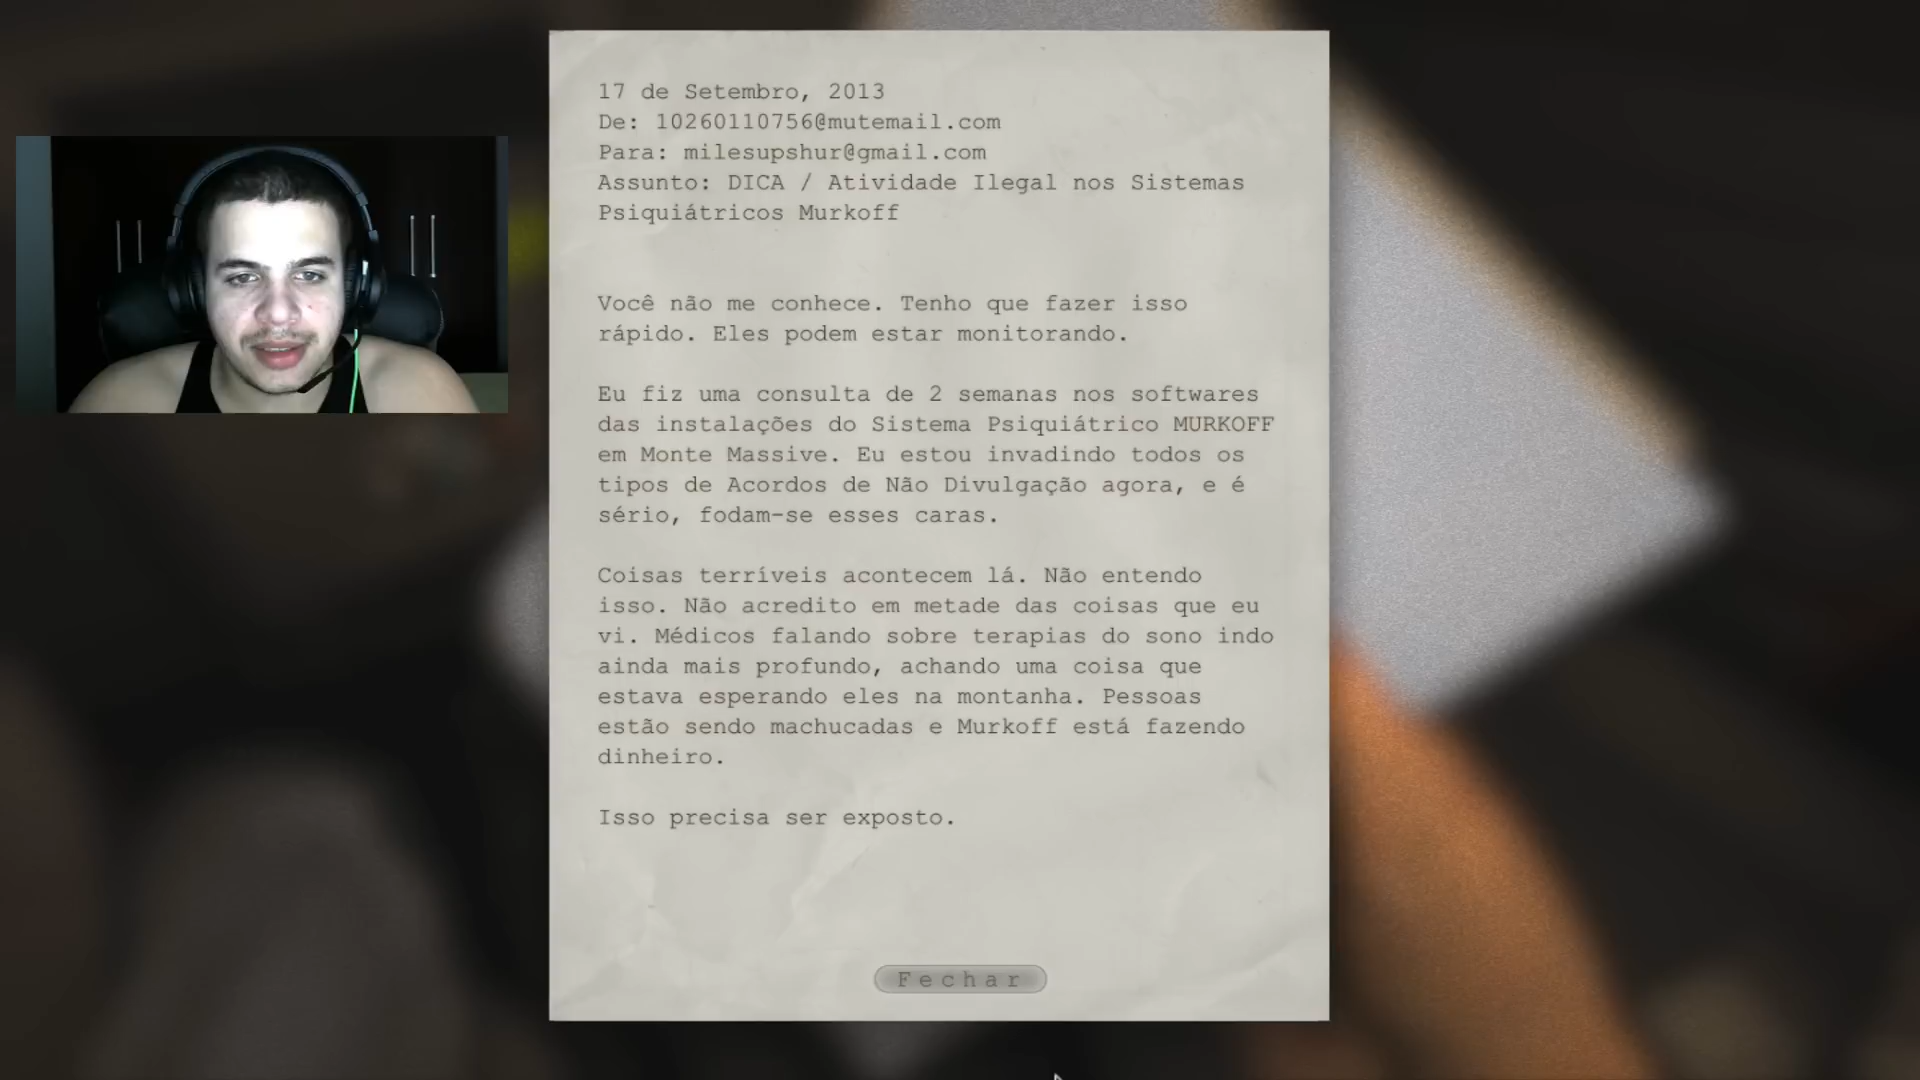 17 de Setembro, 2013
De: 10260110756@mutemail.com
Para: milesupshur@gmail.com
Assunto: DICA / Atividade Ilegal nos Sistemas
Psiquiátricos Murkoff
Você não me conhece. Tenho que fazer isso
rápido. Eles podem estar monitorando.
Eu fiz uma consulta de 2 semanas nos softwares
das instalações do Sistema Psiquiátrico MURKOFF
em Monte Massive. Eu estou invadindo todos os
tipos de Acordos de Não Divulgação agora, e é
sério, fodam-se esses caras.
Coisas terríveis acontecem lá. Não entendo
isso. Não acredito em metade das coisas que eu
vi. Médicos falando sobre terapias do sono indo
ainda mais profundo, achando uma coisa que
estava esperando eles na montanha. Pessoas
estão sendo machucadas e Murkoff está fazendo
dinheiro.
Isso precisa ser exposto.
Fechar